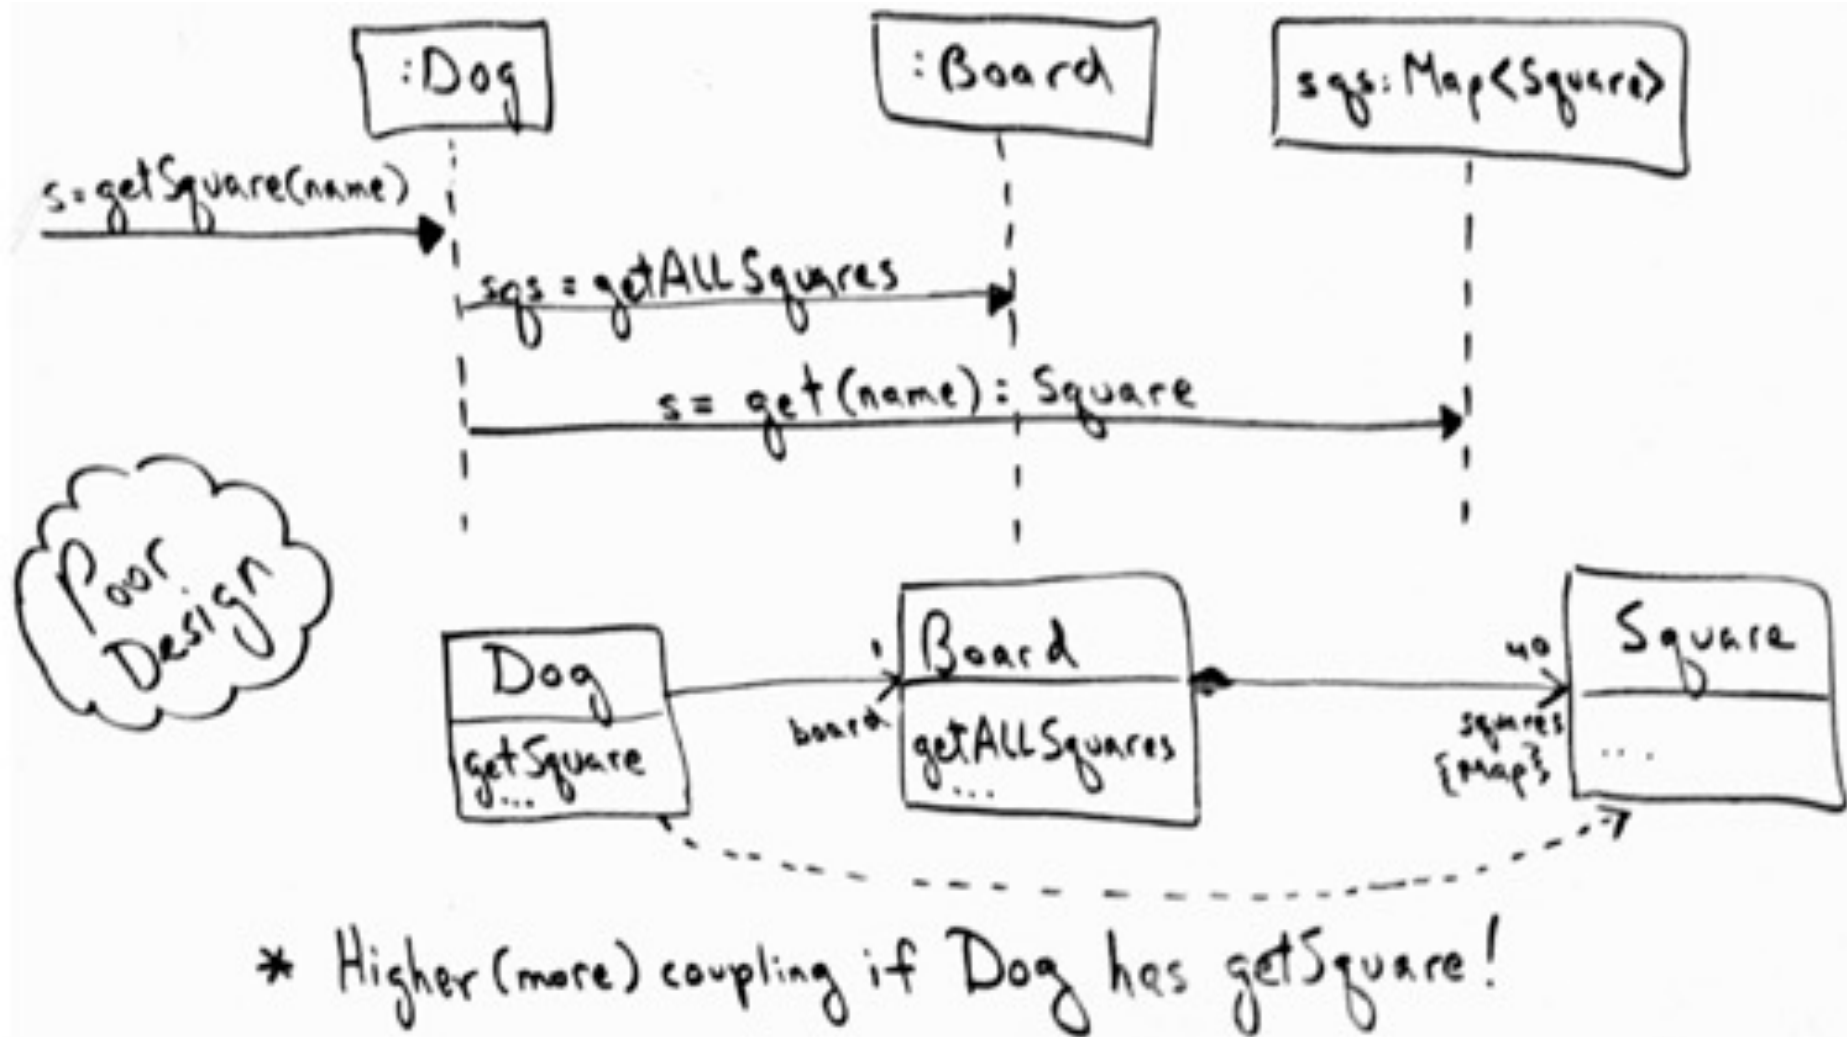 :Dog
:Board
sqs: Map<Square>
s=getSquare(name)
sqs = getAllSquares
s= get(name): Square
Poor
Design
Dog
getSquare
...
1
board
Board
getAllSquares
...
40
squares
{Map}
Square
....
* Higher (more) coupling if Dog has getSquare!